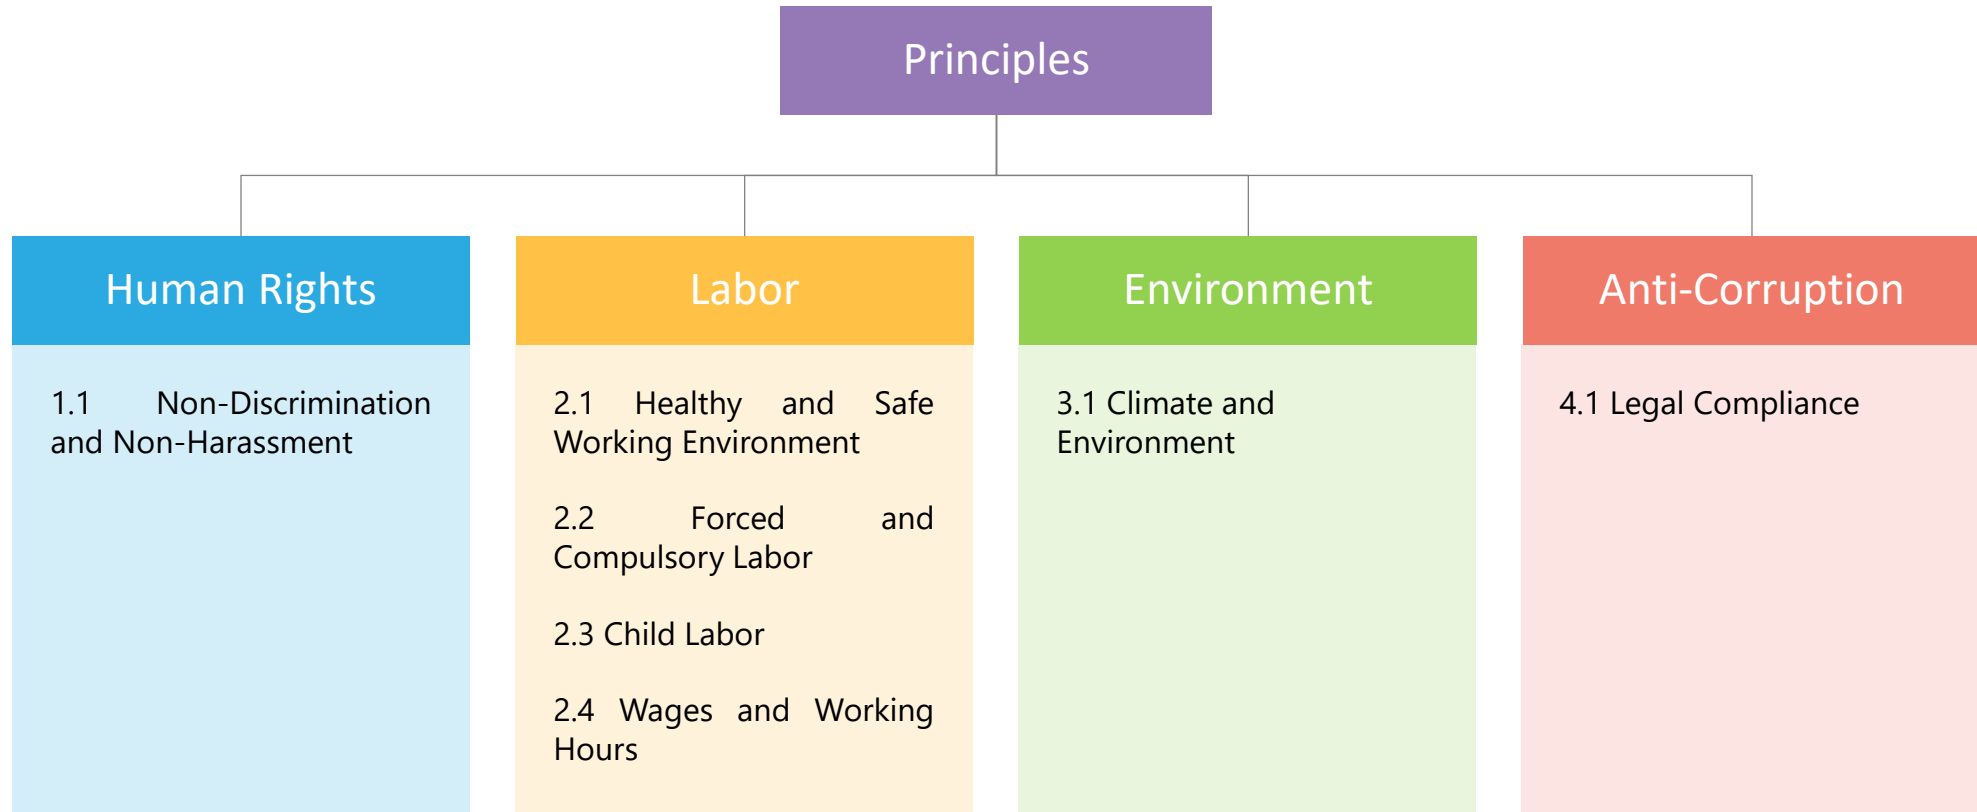 Principles
Human Rights
Labor
Environment
Anti-Corruption
1.1 Non-Discrimination
and Non-Harassment
2.1 Healthy and Safe
Working Environment
2.2 Forced and
Compulsory Labor
2.3 Child Labor
2.4 Wages and Working
Hours
3.1 Climate and
Environment
4.1 Legal Compliance